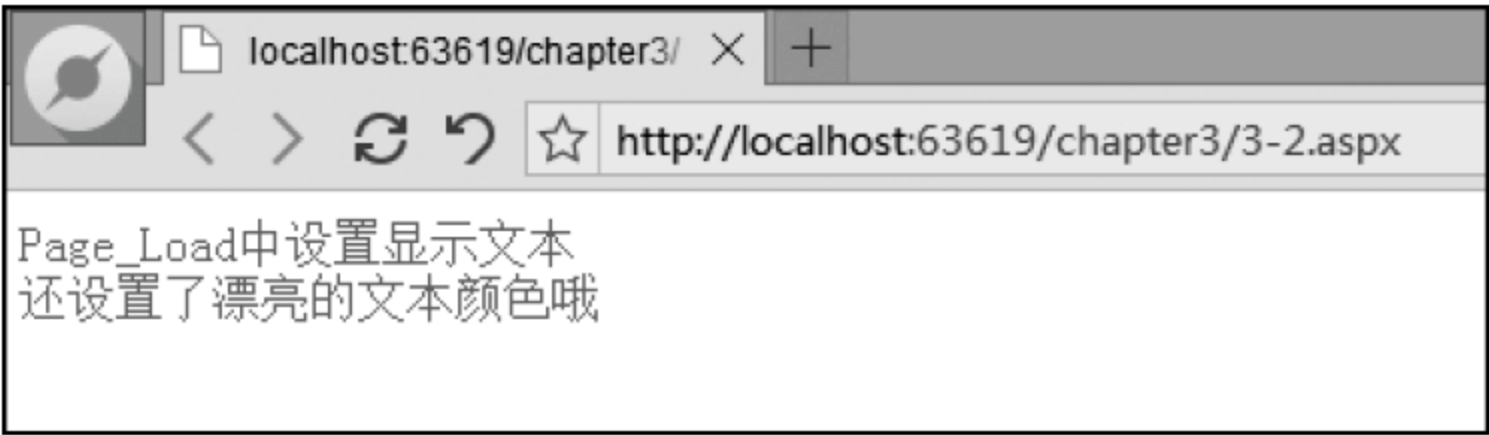 localhost:63619/chapter3/
http://localhost:63619/chapter3/3-2.aspx
Page_Load中设置显示文本
还设置了漂亮的文本颜色哦